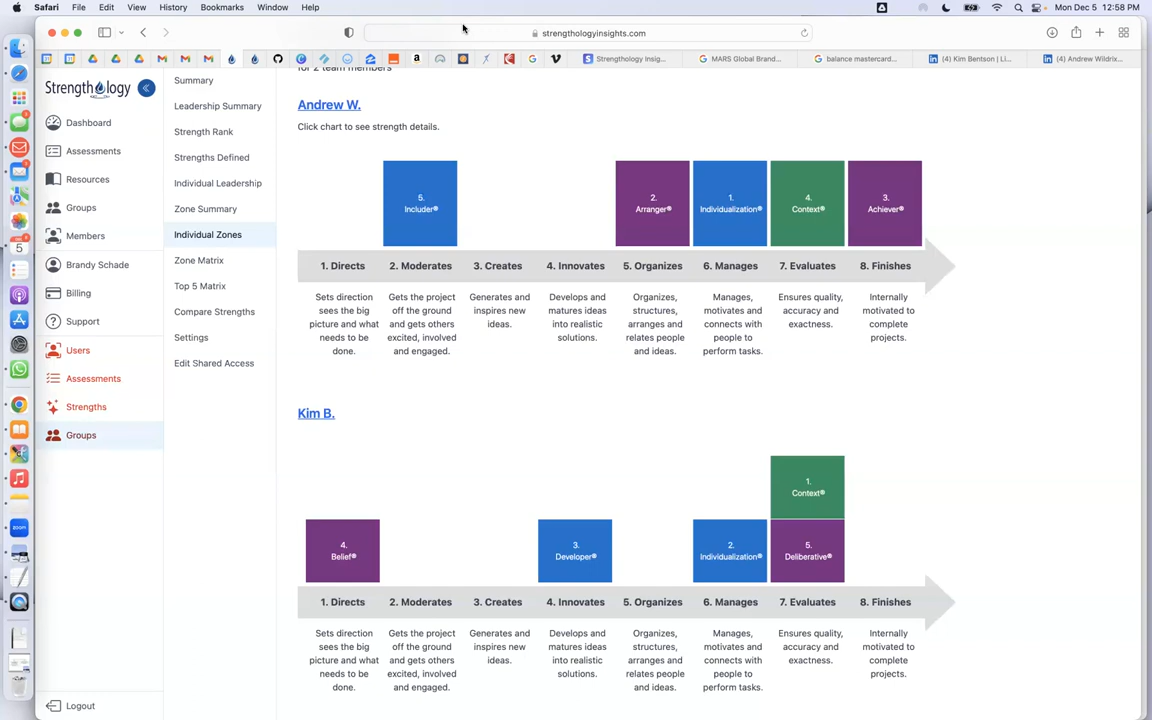 Safari File Edit View History Bookmarks Window Help
Mon Dec 5 12:58 PM
strengthologyinsights.com
Strengthology Insig...
MARS Global Brand...
balance mastercard...
(4) Kim Bentson | Li...
(4) Andrew Wildrix...
Strengthology
Dashboard
Assessments
Resources
Groups
Members
Brandy Schade
Billing
Support
Users
Assessments
Strengths
Groups
Logout
Summary
Leadership Summary
Strength Rank
Strengths Defined
Individual Leadership
Zone Summary
Individual Zones
Zone Matrix
Top 5 Matrix
Compare Strengths
Settings
Edit Shared Access
for 2 team members
Andrew W.
Click chart to see strength details.
5.
Includer®
2.
Arranger®
1.
Individualization®
4.
Context®
3.
Achiever®
1. Directs
2. Moderates
3. Creates
4. Innovates
5. Organizes
6. Manages
7. Evaluates
8. Finishes
Sets direction
sees the big
picture and what
needs to be
done.
Gets the project
off the ground
and gets others
excited, involved
and engaged.
Generates and
inspires new
ideas.
Develops and
matures ideas
into realistic
solutions.
Organizes,
structures,
arranges and
relates people
and ideas.
Manages,
motivates and
connects with
people to
perform tasks.
Ensures quality,
accuracy and
exactness.
Internally
motivated to
complete
projects.
Kim B.
4.
Belief®
3.
Developer®
2.
Individualization®
1.
Context®
5.
Deliberative®
1. Directs
2. Moderates
3. Creates
4. Innovates
5. Organizes
6. Manages
7. Evaluates
8. Finishes
Sets direction
sees the big
picture and what
needs to be
done.
Gets the project
off the ground
and gets others
excited, involved
and engaged.
Generates and
inspires new
ideas.
Develops and
matures ideas
into realistic
solutions.
Organizes,
structures,
arranges and
relates people
and ideas.
Manages,
motivates and
connects with
people to
perform tasks.
Ensures quality,
accuracy and
exactness.
Internally
motivated to
complete
projects.